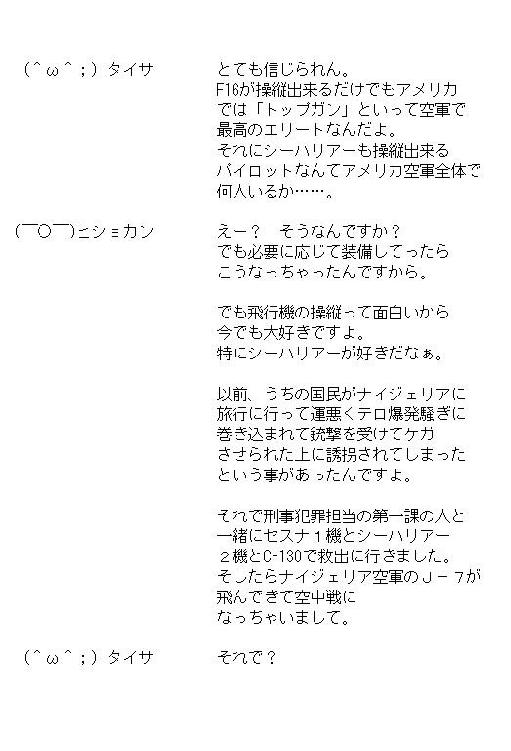 （＾ω＾；）タイサ　とても信じられん。
F16が操縦出来るだけでもアメリカ
では「トップガン」といって空軍で
最高のエリートなんだよ。
それにシーハリアーも操縦出来る
パイロットなんてアメリカ空軍全体で
何人いるか……。
(￣○￣)ヒショカン　えー？　そうなんですか？
でも必要に応じて装備してったら
こうなっちゃったんですから。
でも飛行機の操縦って面白いから
今でも大好きですよ。
特にシーハリアーが好きだなぁ。
以前、うちの国民がナイジェリアに
旅行に行って運悪くテロ爆発騒ぎに
巻き込まれて銃撃を受けてケガ
させられた上に誘拐されてしまった
という事があったんですよ。
それで刑事犯罪担当の第一課の人と
一緒にセスナ１機とシーハリアー
２機とC-130で救出に行きました。
そしたらナイジェリア空軍のＪ－７が
飛んできて空中戦に
なっちゃいまして。
（＾ω＾；）タイサ　それで？